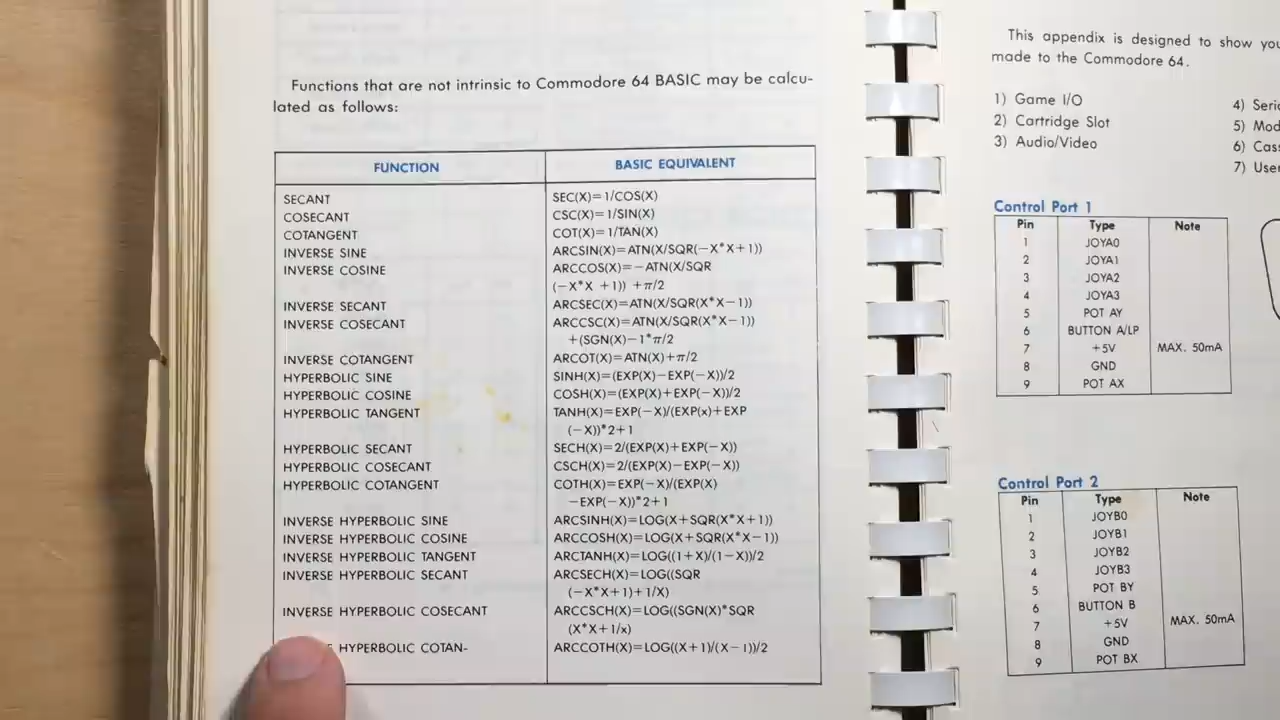 Functions that are not intrinsic to Commodore 64 BASIC may be calcu-
lated as follows:
FUNCTION BASIC EQUIVALENT
SECANT SEC(X)=1/COS(X)
COSECANT CSC(X)=1/SIN(X)
COTANGENT COT(X)=1/TAN(X)
INVERSE SINE ARCSIN(X)=ATN(X/SQR(-X*X+1))
INVERSE COSINE ARCCOS(X)=-ATN(X/SQR
(-X*X +1)) +π/2
INVERSE SECANT ARCSEC(X)=ATN(X/SQR(X*X-1))
INVERSE COSECANT ARCCSC(X)=ATN(X/SQR(X*X-1))
+(SGN(X)-1*π/2
INVERSE COTANGENT ARCOT(X)=ATN(X)+π/2
HYPERBOLIC SINE SINH(X)=(EXP(X)-EXP(-X))/2
HYPERBOLIC COSINE COSH(X)=(EXP(X)+EXP(-X))/2
HYPERBOLIC TANGENT TANH(X)=EXP(-X)/(EXP(x)+EXP
(-X))*2+1
HYPERBOLIC SECANT SECH(X)=2/(EXP(X)+EXP(-X))
HYPERBOLIC COSECANT CSCH(X)=2/(EXP(X)-EXP(-X))
HYPERBOLIC COTANGENT COTH(X)=EXP(-X)/(EXP(X)
-EXP(-X))*2+1
INVERSE HYPERBOLIC SINE ARCSINH(X)=LOG(X+SQR(X*X+1))
INVERSE HYPERBOLIC COSINE ARCCOSH(X)=LOG(X+SQR(X*X-1))
INVERSE HYPERBOLIC TANGENT ARCTANH(X)=LOG((1+X)/(1-X))/2
INVERSE HYPERBOLIC SECANT ARCSECH(X)=LOG((SQR
(-X*X+1)+1/X)
INVERSE HYPERBOLIC COSECANT ARCCSCH(X)=LOG((SGN(X)*SQR
(X*X+1/x)
HYPERBOLIC COTAN- ARCCOTH(X)=LOG((X+1)/(X-1))/2
This appendix is designed to show you
made to the Commodore 64.
1) Game I/O
2) Cartridge Slot
3) Audio/Video
4) Seri
5) Mod
6) Cas
7) User
Control Port 1
Pin Type Note
1 JOYA0
2 JOYA1
3 JOYA2
4 JOYA3
5 POT AY
6 BUTTON A/LP
7 +5V MAX. 50mA
8 GND
9 POT AX
Control Port 2
Pin Type Note
1 JOYB0
2 JOYB1
3 JOYB2
4 JOYB3
5 POT BY
6 BUTTON B
7 +5V MAX. 50mA
8 GND
9 POT BX